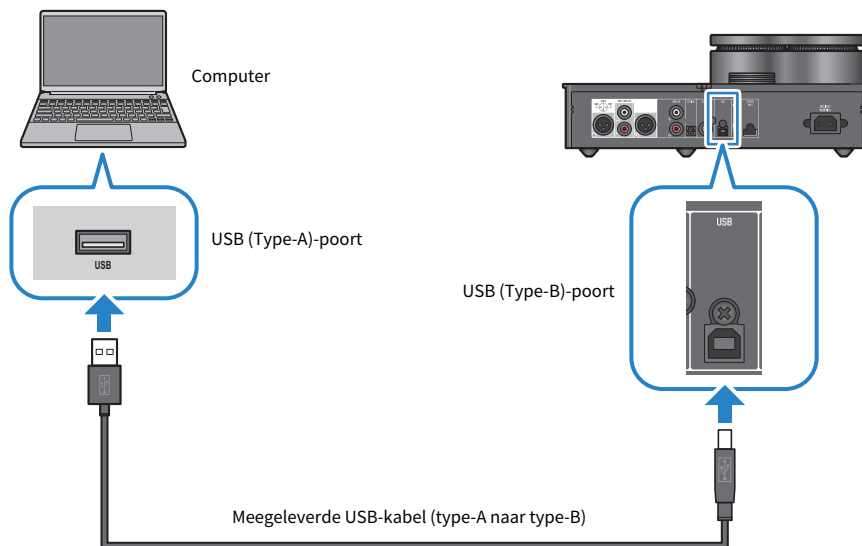 Computer
USB (Type-A)-poort
USB
USB (Type-B)-poort
USB
Meegeleverde USB-kabel (type-A naar type-B)